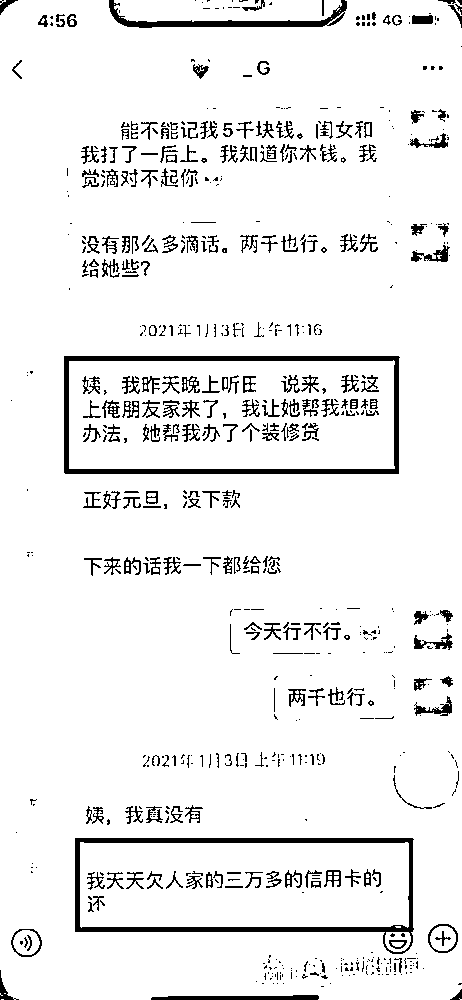 4:56
4G
_G
能不能记我5千块钱。闺女和
我打了一后上。我知道你木钱。我
觉滴对不起你
没有那么多滴话。两千也行。我先
给她些?
2021年1月3日 上午11:16
姨，我昨天晚上听田 说来，我这
上俺朋友家来了，我让她帮我想想
办法，她帮我办了个装修贷
正好元旦，没下款
下来的话我一下都给您
今天行不行。
两千也行。
2021年1月3日 上午11:19
姨，我真没有
我天天欠人家的三万多的信用卡的
还